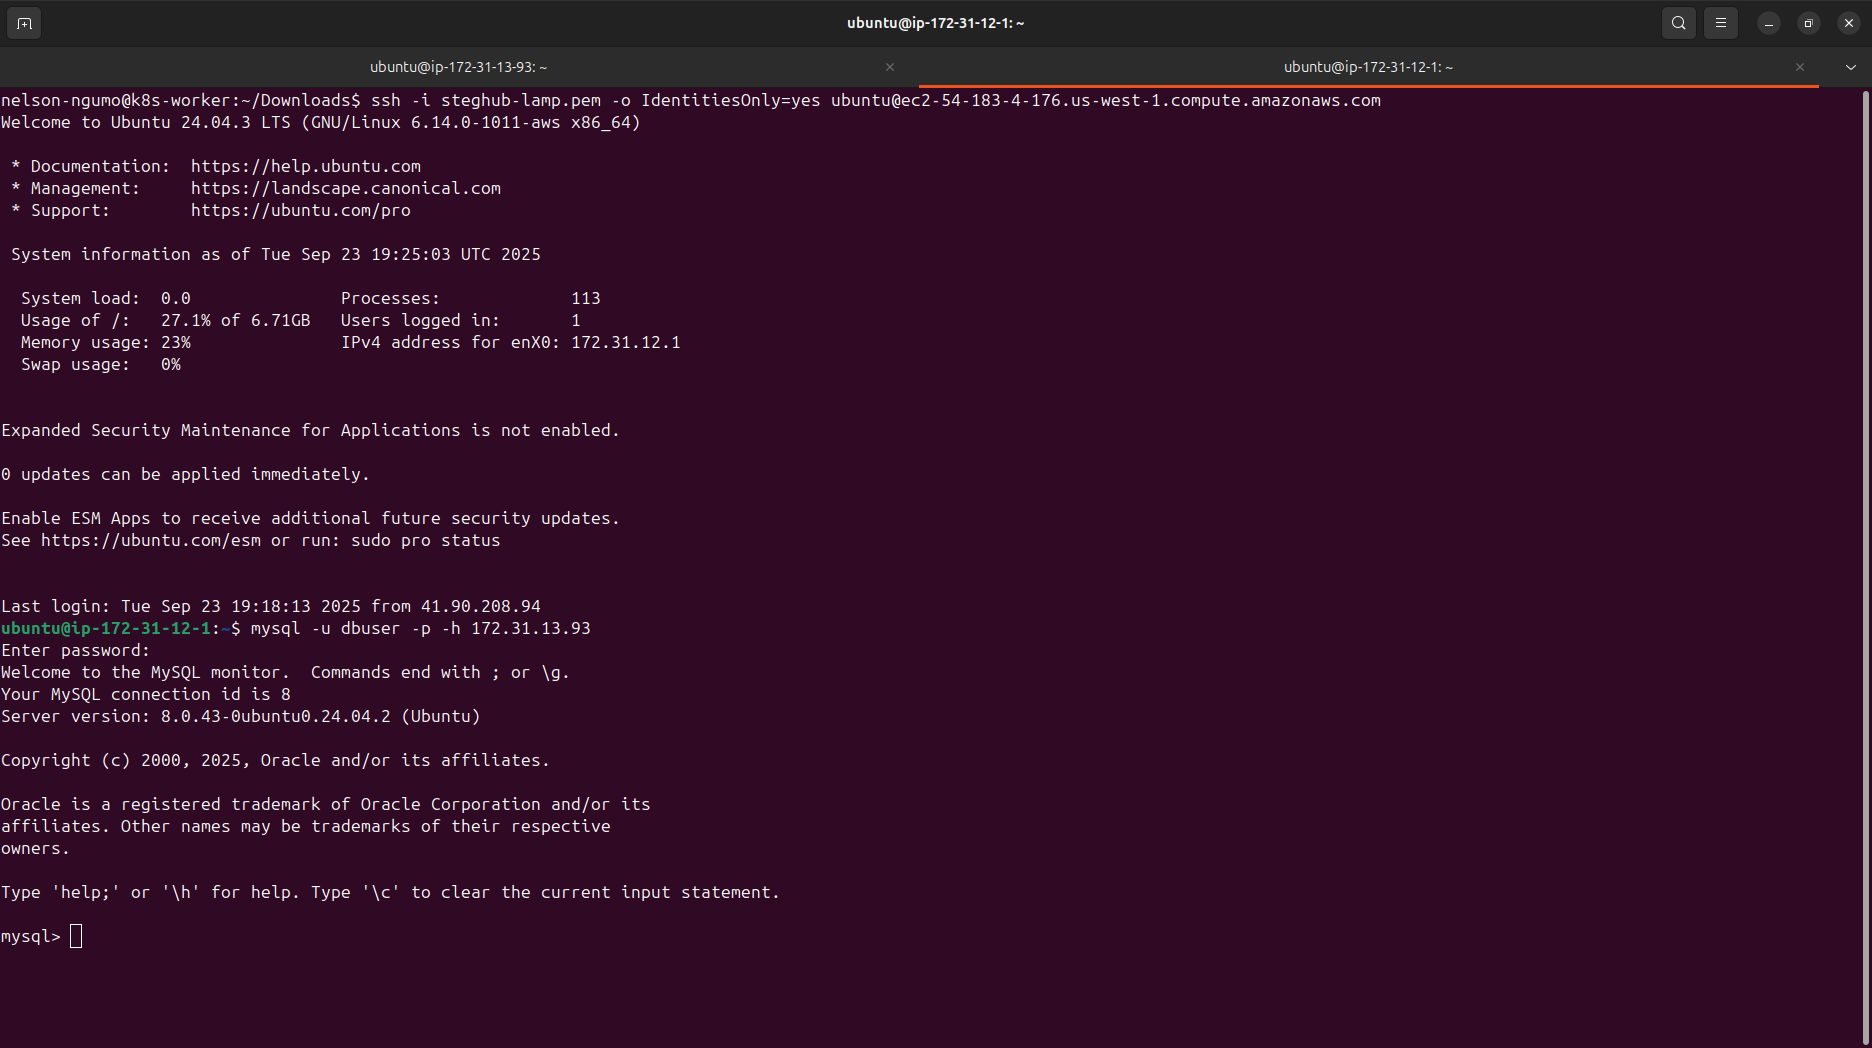 ubuntu@ip-172-31-12-1: ~
ubuntu@ip-172-31-13-93: ~
ubuntu@ip-172-31-12-1: ~
nelson-ngumo@k8s-worker:~/Downloads$ ssh -i steghub-lamp.pem -o IdentitiesOnly=yes ubuntu@ec2-54-183-4-176.us-west-1.compute.amazonaws.com
Welcome to Ubuntu 24.04.3 LTS (GNU/Linux 6.14.0-1011-aws x86_64)
* Documentation:  https://help.ubuntu.com
* Management:     https://landscape.canonical.com
* Support:        https://ubuntu.com/pro
System information as of Tue Sep 23 19:25:03 UTC 2025
System load:  0.0               Processes:             113
Usage of /:   27.1% of 6.71GB   Users logged in:       1
Memory usage: 23%               IPv4 address for enX0: 172.31.12.1
Swap usage:   0%
Expanded Security Maintenance for Applications is not enabled.
0 updates can be applied immediately.
Enable ESM Apps to receive additional future security updates.
See https://ubuntu.com/esm or run: sudo pro status
Last login: Tue Sep 23 19:18:13 2025 from 41.90.208.94
ubuntu@ip-172-31-12-1:~$ mysql -u dbuser -p -h 172.31.13.93
Enter password:
Welcome to the MySQL monitor.  Commands end with ; or \g.
Your MySQL connection id is 8
Server version: 8.0.43-0ubuntu0.24.04.2 (Ubuntu)
Copyright (c) 2000, 2025, Oracle and/or its affiliates.
Oracle is a registered trademark of Oracle Corporation and/or its
affiliates. Other names may be trademarks of their respective
owners.
Type 'help;' or '\h' for help. Type '\c' to clear the current input statement.
mysql>